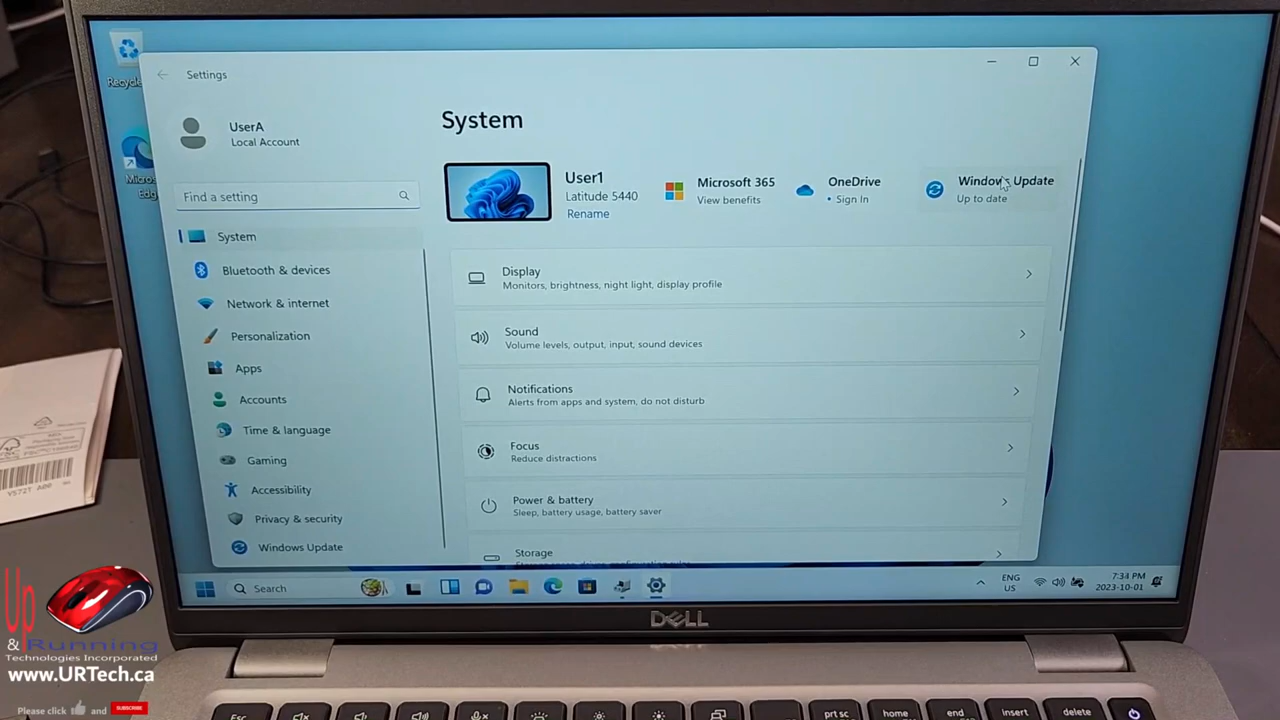 Recycle
Micros
Edge
Settings
UserA
Local Account
Find a setting
System
Bluetooth & devices
Network & internet
Personalization
Apps
Accounts
Time & language
Gaming
Accessibility
Privacy & security
Windows Update
System
User1
Latitude 5440
Rename
Microsoft 365
View benefits
OneDrive
• Sign In
Windows Update
Up to date
Display
Monitors, brightness, night light, display profile
Sound
Volume levels, output, input, sound devices
Notifications
Alerts from apps and system, do not disturb
Focus
Reduce distractions
Power & battery
Sleep, battery usage, battery saver
Storage
Search
ENG
US
7:34 PM
2023-10-01
DELL
Up
& Running
Technologies Incorporated
www.URTech.ca
Please click and SUBSCRIBE
Esc
prt sc
home
end
insert
delete